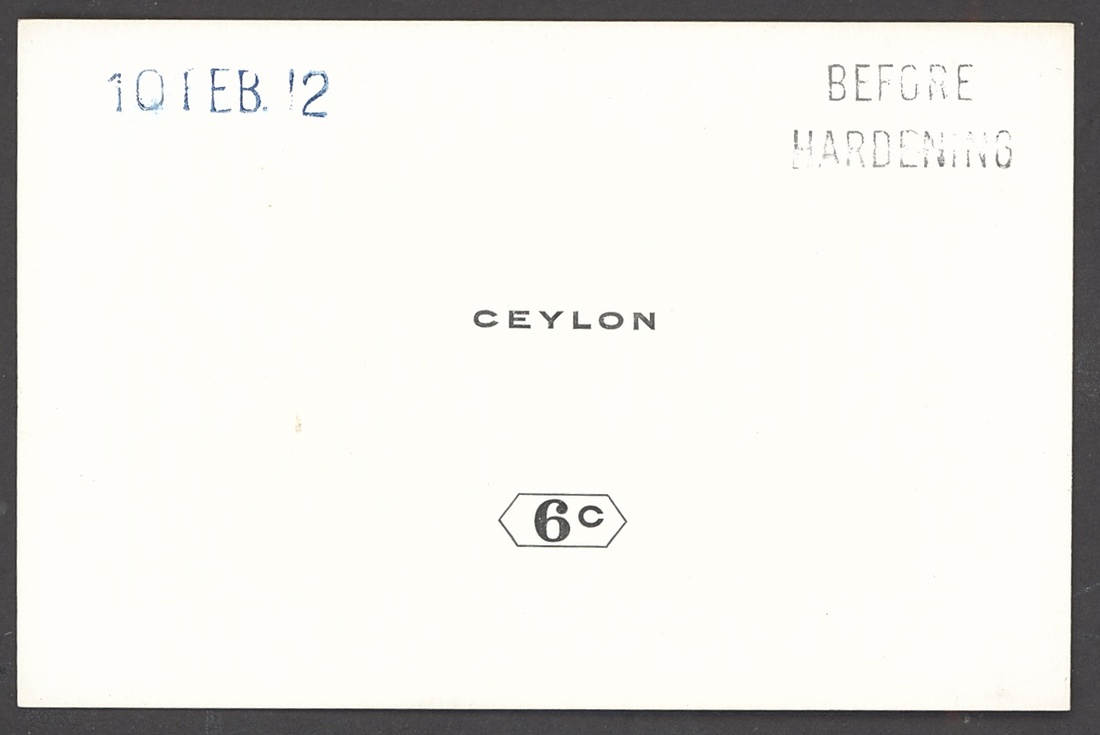 10 FEB. 12
BEFORE
HARDENING
CEYLON
6c